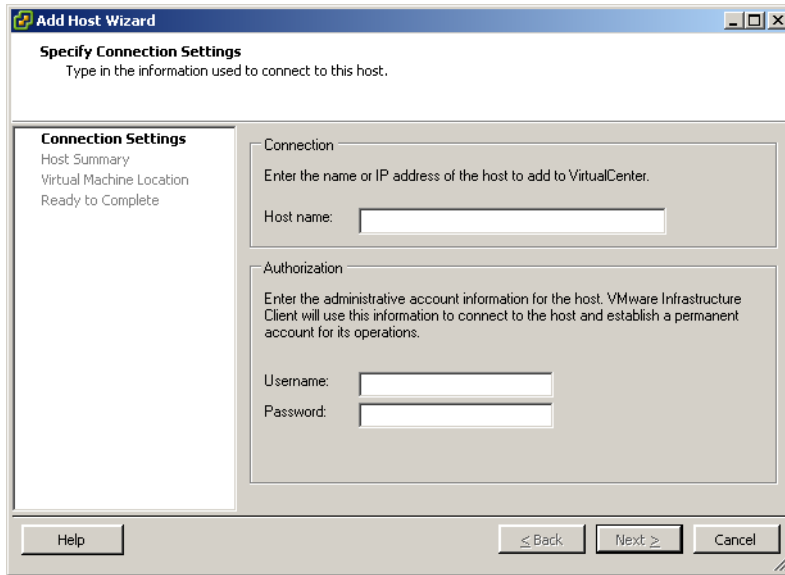 Add Host Wizard
Specify Connection Settings
Type in the information used to connect to this host.
Connection Settings
Host Summary
Virtual Machine Location
Ready to Complete
Connection
Enter the name or IP address of the host to add to VirtualCenter.
Host name:
Authorization
Enter the administrative account information for the host. VMware Infrastructure
Client will use this information to connect to the host and establish a permanent
account for its operations.
Username:
Password:
Help
< Back
Next >
Cancel